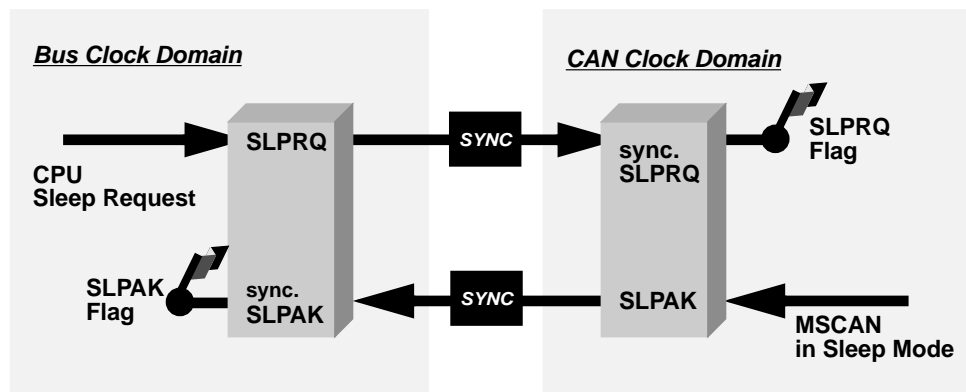 Bus Clock Domain
CAN Clock Domain
CPU
Sleep Request
SLPRQ
SYNC
sync.
SLPRQ
SLPRQ
Flag
SLPAK
Flag
sync.
SLPAK
SYNC
SLPAK
MSCAN
in Sleep Mode